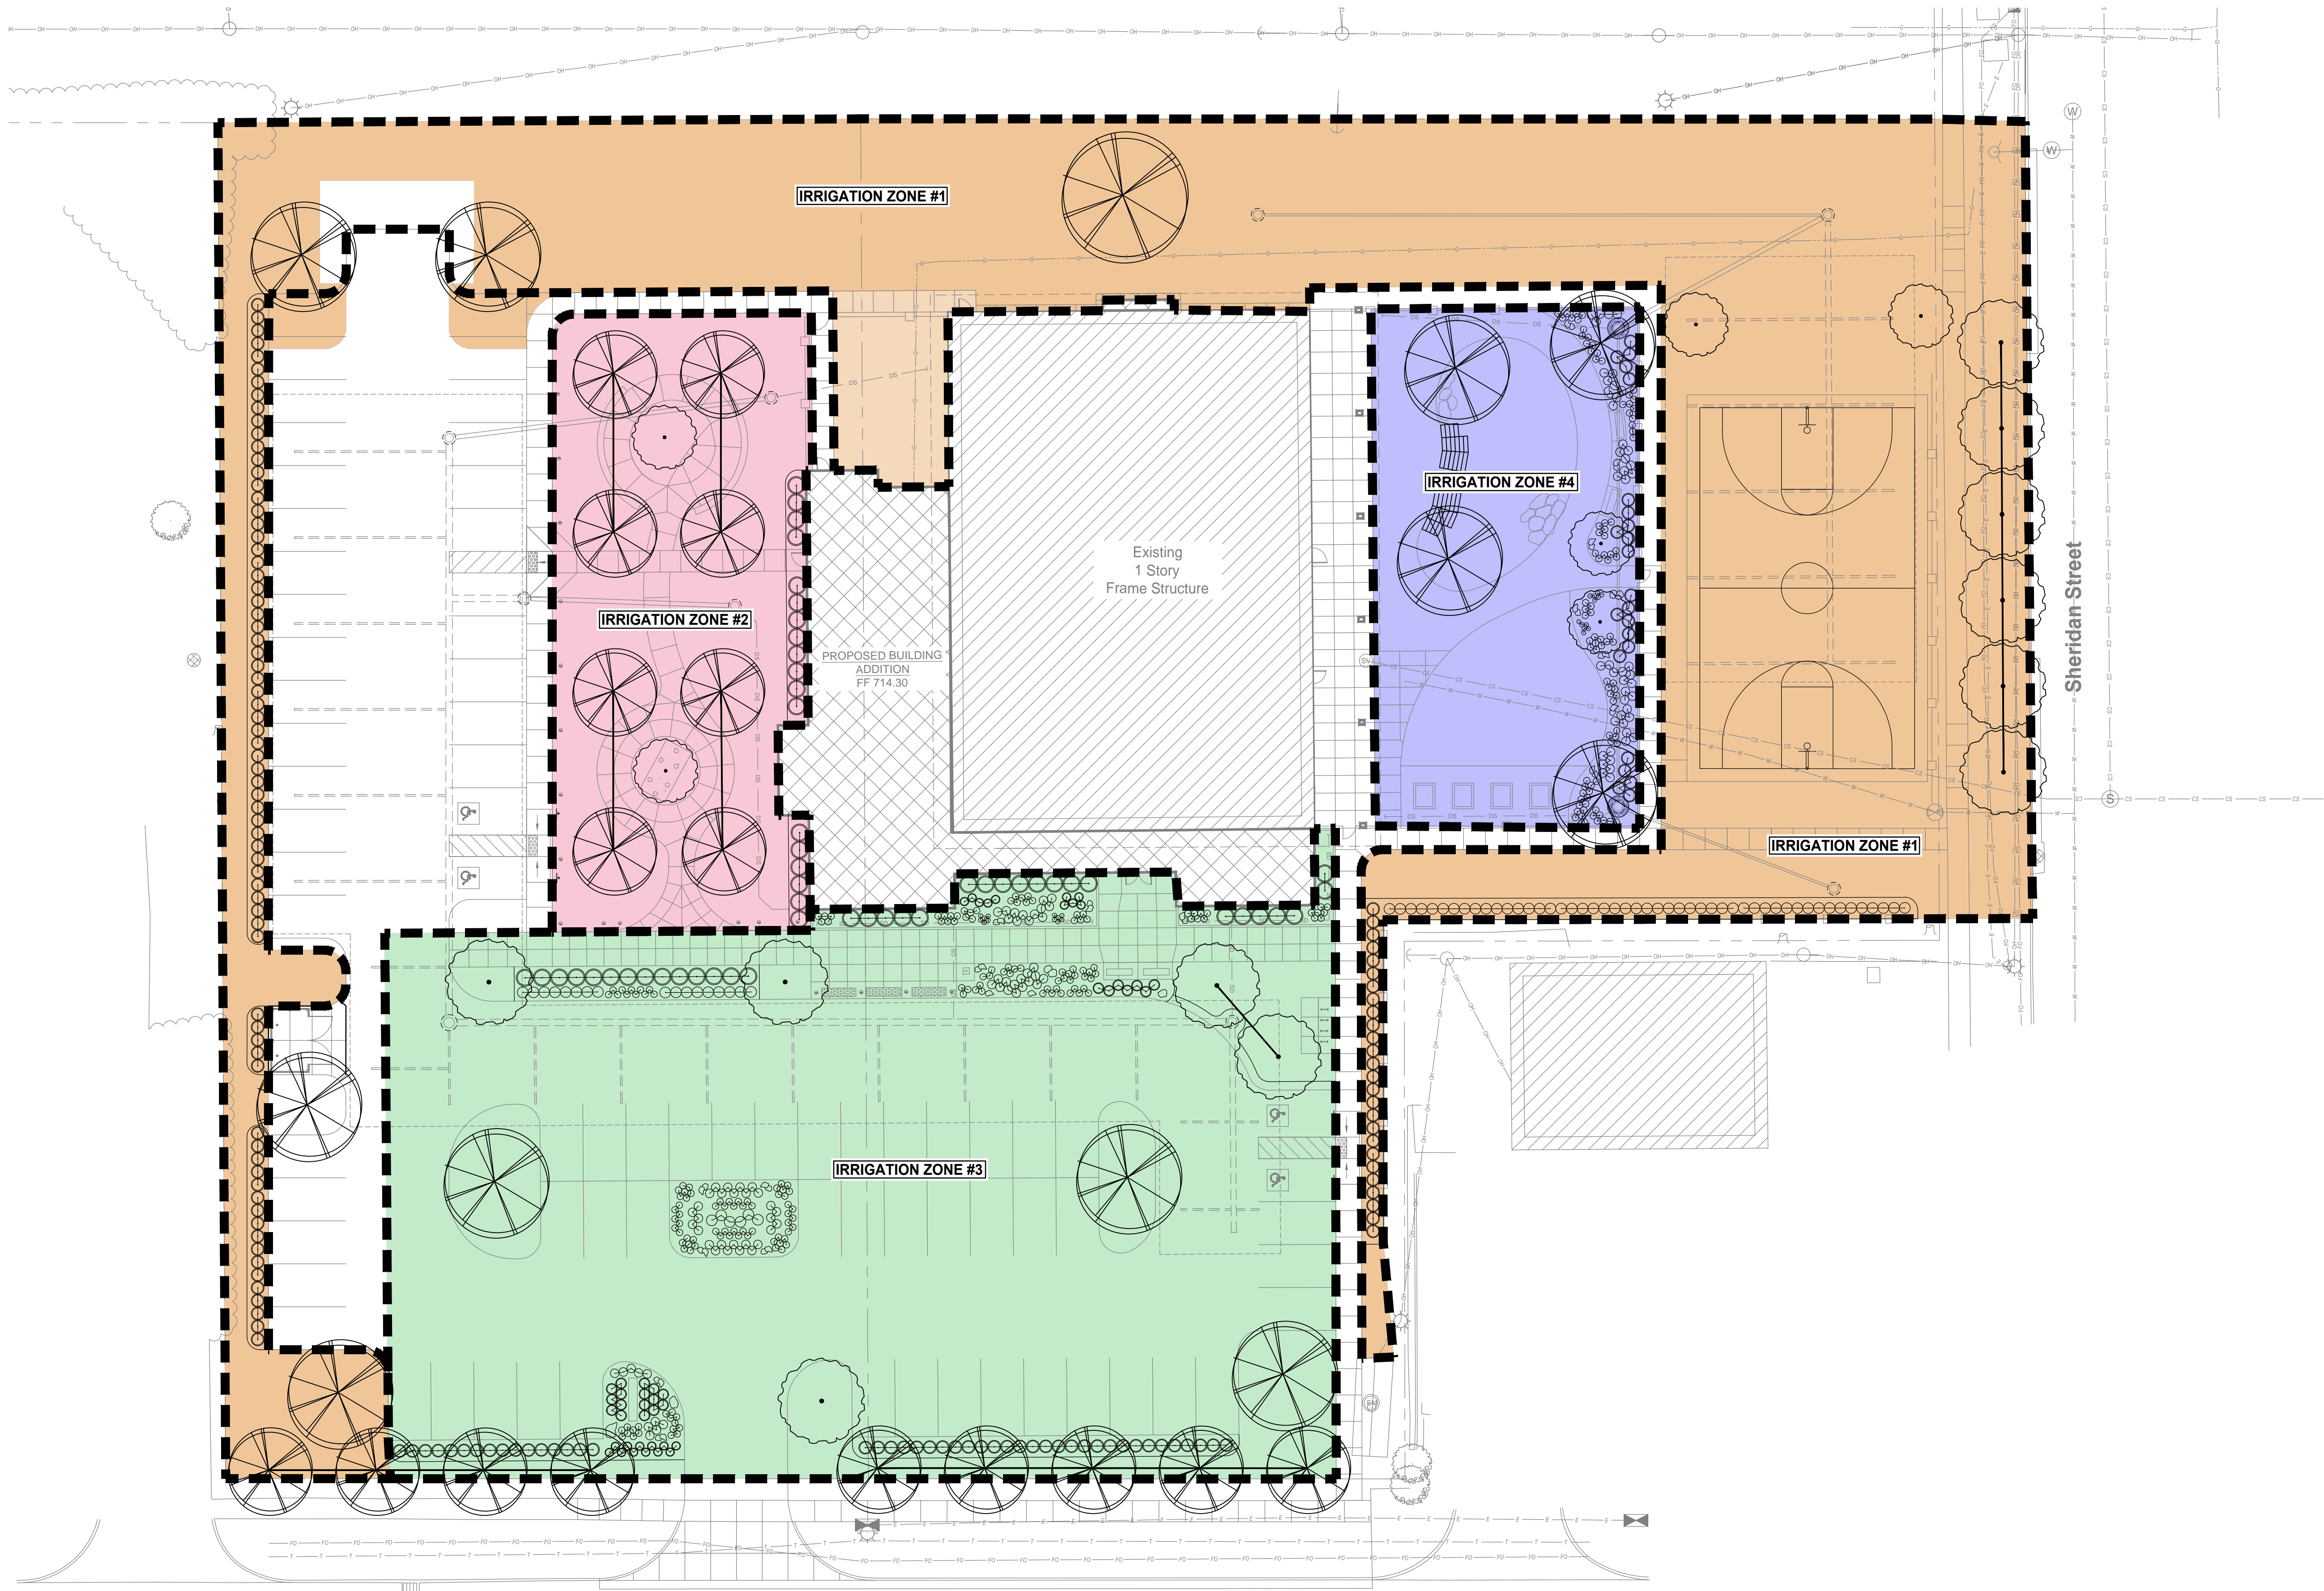 IRRIGATION ZONE #1
IRRIGATION ZONE #4
Existing
1 Story
Frame Structure
Sheridan Street
IRRIGATION ZONE #2
PROPOSED BUILDING
ADDITION
FF 714.30
IRRIGATION ZONE #1
IRRIGATION ZONE #3